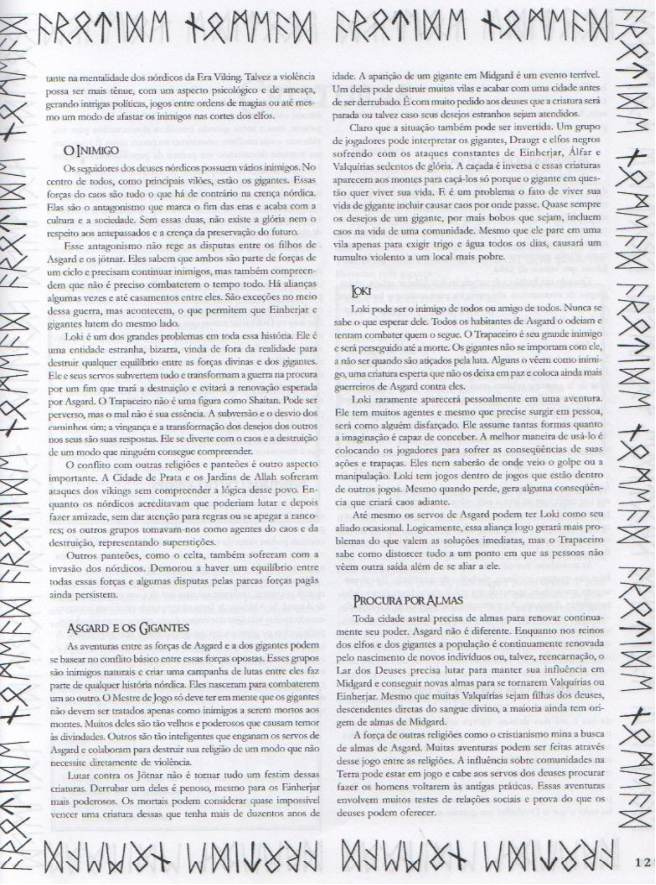 tante na mentalidade dos nórdicos da Era Viking. Talvez a violência
possa ser mais tênue, com um aspecto psicológico e de ameaça,
gerando intrigas políticas, jogos entre ordens de magias ou até mes-
mo um modo de afastar os inimigos nas cortes dos elfos.
O INIMIGO
Os seguidores dos deuses nórdicos possuem vários inimigos. No
centro de todos, como principais vilões, estão os gigantes. Essas
forças do caos são tudo o que há de contrário na crença nórdica.
Elas são o antagonismo que marca o fim das eras e acaba com a
cultura e a sociedade. Sem essas duas, não existe a glória nem o
respeito aos antepassados e a crença da preservação do futuro.
Esse antagonismo não rege as disputas entre os filhos de
Asgard e os jötnar. Eles sabem que ambos são parte de forças de
um ciclo e precisam continuar inimigos, mas também compreen-
dem que não é preciso combaterem o tempo todo. Há alianças
algumas vezes e até casamentos entre eles. São exceções no meio
dessa guerra, mas acontecem, o que permitem que Einherjar e
gigantes lutem do mesmo lado.
Loki é um dos grandes problemas em toda essa história. Ele é
uma entidade estranha, bizarra, vinda de fora da realidade para
destruir qualquer equilíbrio entre as forças divinas e dos gigantes.
Ele e seus servos subvertem tudo e transformam a guerra na procura
por um fim que trará a destruição e evitará a renovação esperada
por Asgard. O Trapaceiro não é uma figura como Shaitan. Pode ser
perverso, mas o mal não é sua essência. A subversão e o desvio dos
caminhos sim; a vingança e a transformação dos desejos dos outros
nos seus são suas respostas. Ele se diverte com o caos e a destruição
de um modo que ninguém consegue compreender.
O conflito com outras religiões e panteões é outro aspecto
importante. A Cidade de Prata e os Jardins de Allah sofreram
ataques dos vikings sem compreender a lógica desse povo. En-
quanto os nórdicos acreditavam que poderiam lutar e depois
fazer amizade, sem dar atenção para regras ou se apegar a ranco-
res; os outros grupos tomavam-nos como agentes do caos e da
destruição, representando superstições.
Outros panteões, como o celta, também sofreram com a
invasão dos nórdicos. Demorou a haver um equilíbrio entre
todas essas forças e algumas disputas pelas parcas forças pagãs
ainda persistem.
ASGARD E OS GIGANTES
As aventuras entre as forças de Asgard e a dos gigantes podem
se basear no conflito básico entre essas forças opostas. Esses grupos
são inimigos naturais e criar uma campanha de lutas entre eles faz
parte de qualquer história nórdica. Eles nasceram para combaterem
um ao outro. O Mestre de Jogo só deve ter em mente que os gigantes
não devem ser tratados apenas como inimigos a serem mortos aos
montes. Muitos deles são tão velhos e poderosos que causam temor
às divindades. Outros são tão inteligentes que enganam os servos de
Asgard e colaboram para destruir sua religião de um modo que não
necessite diretamente de violência.
Lutar contra os Jötnar não é tornar tudo um festim dessas
criaturas. Derrubar um deles é penoso, mesmo para os Einherjar
mais poderosos. Os mortais podem considerar quase impossível
vencer uma criatura dessas que tenha mais de duzentos anos de
idade. A aparição de um gigante em Midgard é um evento terrível.
Um deles pode destruir muitas vilas e acabar com uma cidade antes
de ser derrubado. É com muito pedido aos deuses que a criatura será
parada ou talvez caso seus desejos estranhos sejam atendidos.
Claro que a situação também pode ser invertida. Um grupo
de jogadores pode interpretar os gigantes, Draugr e elfos negros
sofrendo com os ataques constantes de Einherjar, Álfar e
Valquírias sedentos de glória. A caçada é inversa e essas criaturas
aparecem aos montes para caçá-los só porque o gigante em ques-
tão quer viver sua vida. E é um problema o fato de viver sua
vida de gigante incluir causar caos por onde passe. Quase sempre
os desejos de um gigante, por mais bobos que sejam, incluem
caos na vida de uma comunidade. Mesmo que ele pare em uma
vila apenas para exigir trigo e água todos os dias, causará um
tumulto violento a um local mais pobre.
LOKI
Loki pode ser o inimigo de todos ou amigo de todos. Nunca se
sabe o que esperar dele. Todos os habitantes de Asgard o odeiam e
tentam combater quem o segue. O Trapaceiro é seu grande inimigo
e será perseguido até a morte. Os gigantes não se importam com ele,
a não ser quando são atiçados pela luta. Alguns o vêem como inimi-
go, uma criatura esperta que não os deixa em paz e coloca ainda mais
guerreiros de Asgard contra eles.
Loki raramente aparecerá pessoalmente em uma aventura.
Ele tem muitos agentes e mesmo que precise surgir em pessoa,
será como alguém disfarçado. Ele assume tantas formas quanto
a imaginação é capaz de conceber. A melhor maneira de usá-lo é
colocando os jogadores para sofrer as conseqüências de suas
ações e trapaças. Eles nem saberão de onde veio o golpe ou a
manipulação. Loki tem jogos dentro de jogos que estão dentro
de outros jogos. Mesmo quando perde, gera alguma conseqüên-
cia que criará caos adiante.
Até mesmo os servos de Asgard podem ter Loki como seu
aliado ocasional. Logicamente, essa aliança logo gerará mais pro-
blemas do que valem as soluções imediatas, mas o Trapaceiro
sabe como distorcer tudo a um ponto em que as pessoas não
vêem outra saída além de se aliar a ele.
PROCURA POR ALMAS
Toda cidade astral precisa de almas para renovar continua-
mente seu poder. Asgard não é diferente. Enquanto nos reinos
dos elfos e dos gigantes a população é continuamente renovada
pelo nascimento de novos indivíduos ou, talvez, reencarnação, o
Lar dos Deuses precisa lutar para manter sua influência em
Midgard e conseguir novas almas para se tornarem Valquírias ou
Einherjar. Mesmo que muitas Valquírias sejam filhas dos deuses,
descendentes diretas do sangue divino, a maioria ainda tem ori-
gem de almas de Midgard.
A força de outras religiões como o cristianismo mina a busca
de almas de Asgard. Muitas aventuras podem ser feitas através
desse jogo entre as religiões. A influência sobre comunidades na
Terra pode estar em jogo e cabe aos servos dos deuses procurar
fazer os homens voltarem às antigas práticas. Essas aventuras
envolvem muitos testes de relações sociais e prova do que os
deuses podem oferecer.